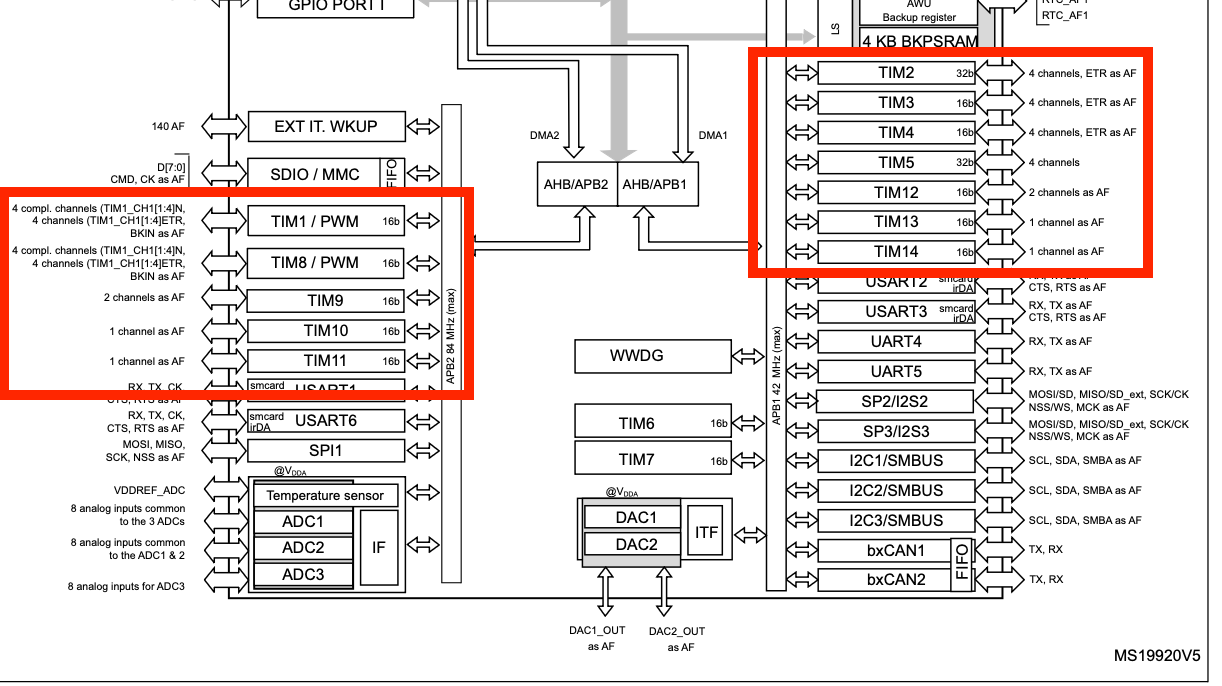 GPIO PORT I
AWU
Backup register
LS
4 KB BKPSRAM
RTC_AF1
RTC_AF1
TIM2 32b 4 channels, ETR as AF
TIM3 16b 4 channels, ETR as AF
TIM4 16b 4 channels, ETR as AF
TIM5 32b 4 channels
TIM12 16b 2 channels as AF
TIM13 16b 1 channel as AF
TIM14 16b 1 channel as AF
USART2 smcard
irDA
CTS, RTS as AF
USART3 smcard
irDA
RX, TX as AF
CTS, RTS as AF
UART4 RX, TX as AF
UART5 RX, TX as AF
SP2/I2S2
MOSI/SD, MISO/SD_ext, SCK/CK
NSS/WS, MCK as AF
SP3/I2S3
MOSI/SD, MISO/SD_ext, SCK/CK
NSS/WS, MCK as AF
I2C1/SMBUS SCL, SDA, SMBA as AF
I2C2/SMBUS SCL, SDA, SMBA as AF
I2C3/SMBUS SCL, SDA, SMBA as AF
bxCAN1 TX, RX
bxCAN2 TX, RX
FIFO
APB1 42 MHz (max)
DMA2
DMA1
AHB/APB2
AHB/APB1
WWDG
TIM6 16b
TIM7 16b
@VDDA
DAC1
DAC2
ITF
DAC1_OUT
as AF
DAC2_OUT
as AF
140 AF
EXT IT. WKUP
D[7:0]
CMD, CK as AF
SDIO / MMC
FIFO
4 compl. channels (TIM1_CH1[1:4]N,
4 channels (TIM1_CH1[1:4]ETR,
BKIN as AF
TIM1 / PWM 16b
4 compl. channels (TIM1_CH1[1:4]N,
4 channels (TIM1_CH1[1:4]ETR,
BKIN as AF
TIM8 / PWM 16b
2 channels as AF
TIM9 16b
1 channel as AF
TIM10 16b
1 channel as AF
TIM11 16b
RX, TX, CK
CTS, RTS as AF
smcard
USART1
RX, TX, CK,
CTS, RTS as AF
smcard
irDA
USART6
MOSI, MISO,
SCK, NSS as AF
SPI1
APB2 84 MHz (max)
@VDDA
VDDREF_ADC
Temperature sensor
8 analog inputs common
to the 3 ADCs
ADC1
8 analog inputs common
to the ADC1 & 2
ADC2
8 analog inputs for ADC3
ADC3
IF
MS19920V5